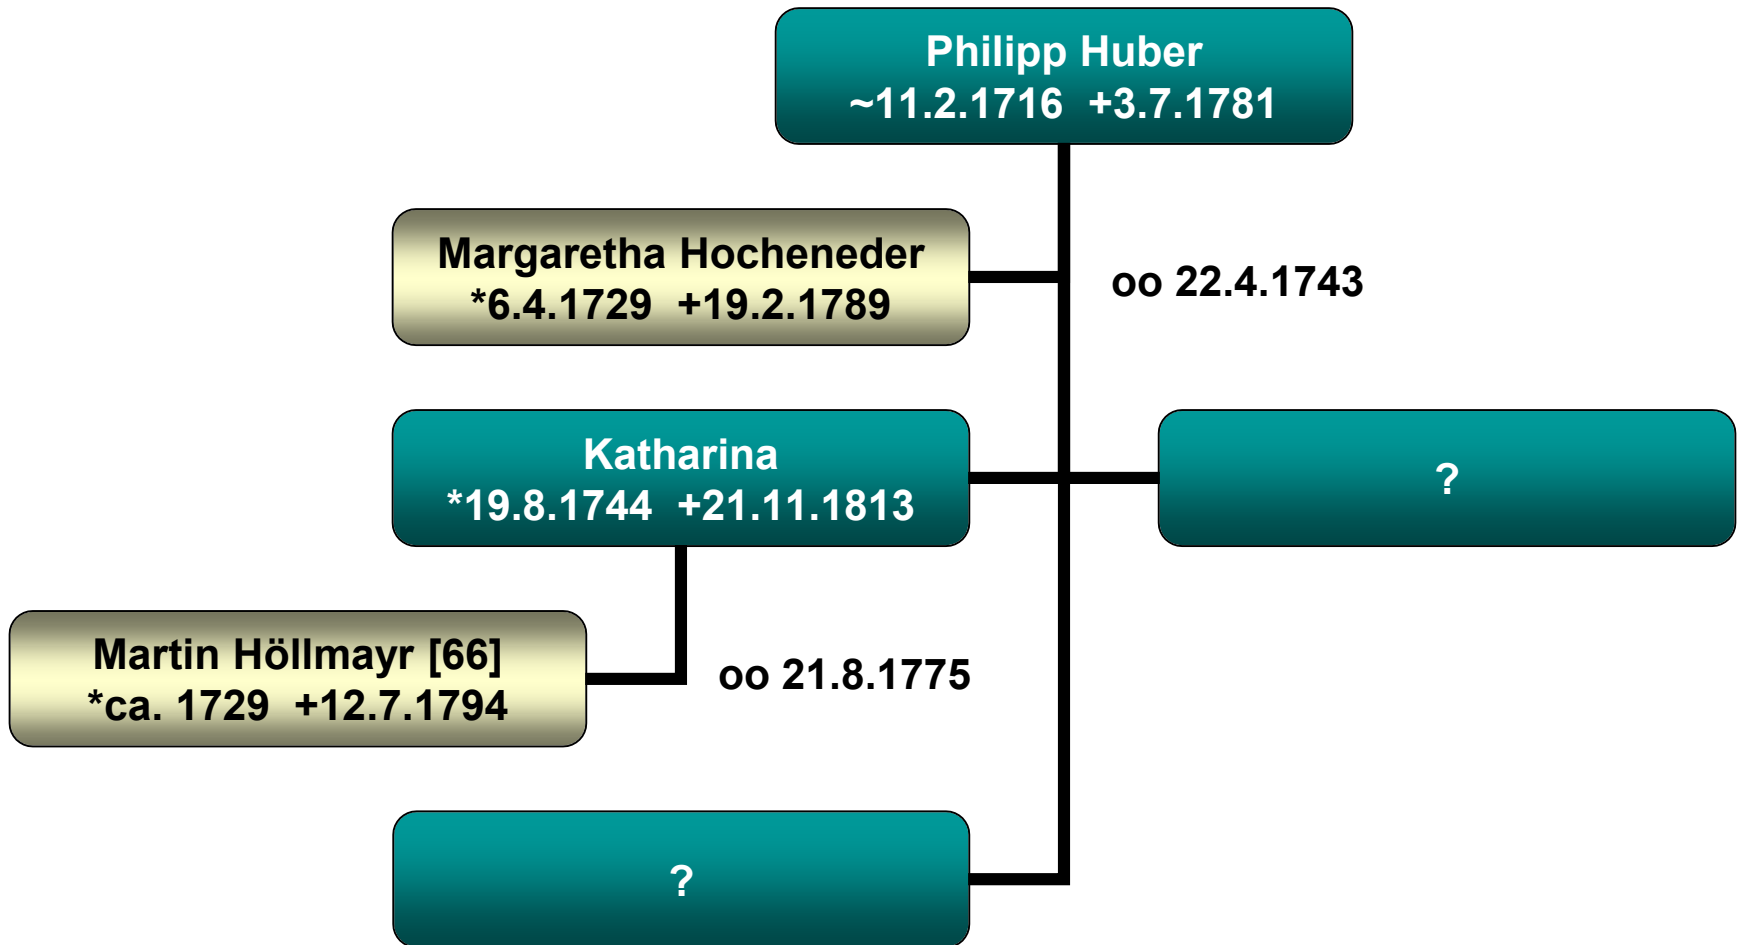 Philipp Huber
~11.2.1716 +3.7.1781
Margaretha Hocheneder
*6.4.1729 +19.2.1789
oo 22.4.1743
Katharina
*19.8.1744 +21.11.1813
?
Martin Höllmayr [66]
*ca. 1729 +12.7.1794
oo 21.8.1775
?